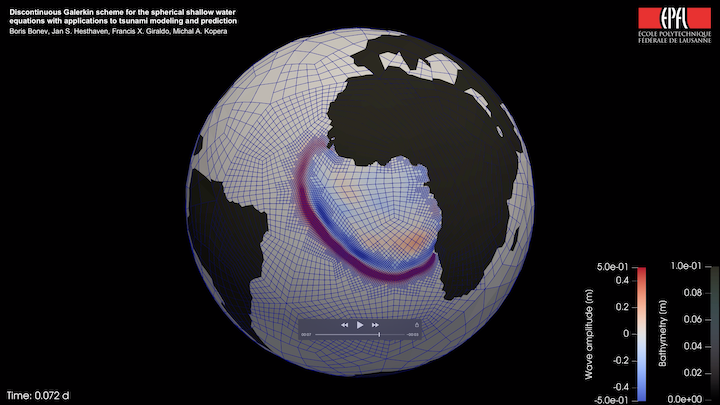 Discontinuous Galerkin scheme for the spherical shallow water
equations with applications to tsunami modeling and prediction
Boris Bonev, Jan S. Hesthaven, Francis X. Giraldo, Michal A. Kopera
EPFL
ÉCOLE POLYTECHNIQUE
FÉDÉRALE DE LAUSANNE
Wave amplitude (m)
5.0e-01
0.4
0.2
0
-0.2
-0.4
-5.0e-01
Bathymetry (m)
1.0e-01
0.08
0.06
0.04
0.02
0.0e+00
Time: 0.072 d